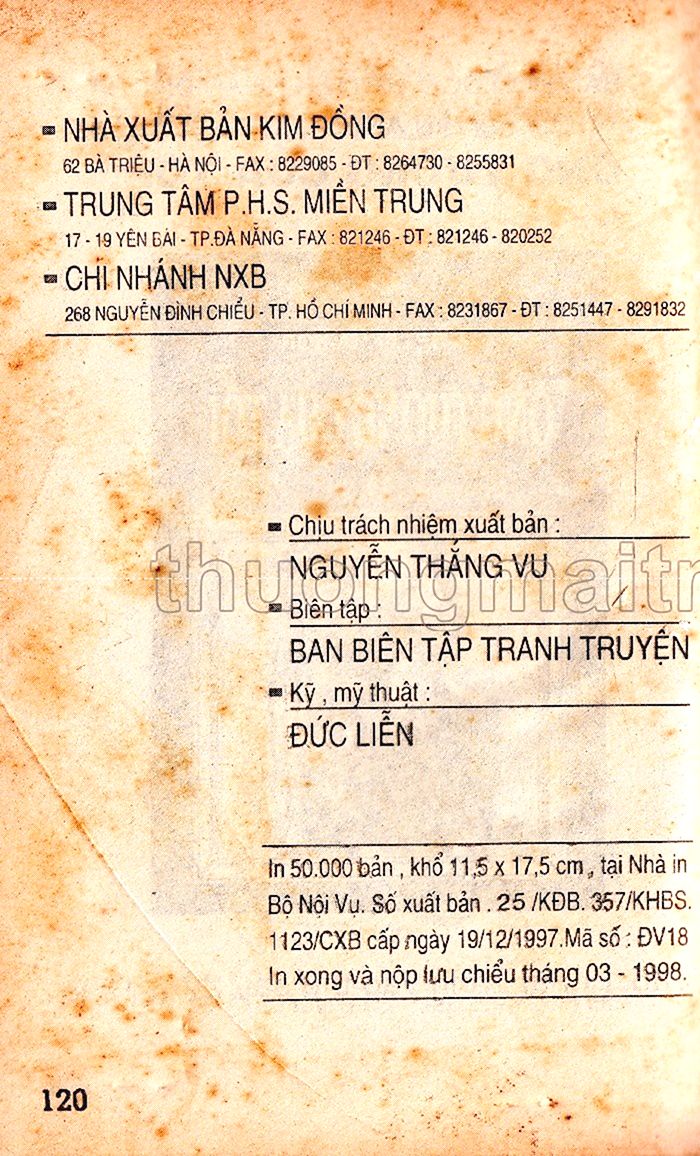 NHÀ XUẤT BẢN KIM ĐỒNG
62 BÀ TRIỆU - HÀ NỘI - FAX : 8229085 - ĐT : 8264730 - 8255831
TRUNG TÂM P.H.S. MIỀN TRUNG
17 - 19 YÊN BÁI - TP.ĐÀ NẴNG - FAX : 821246 - ĐT : 821246 - 820252
CHI NHÁNH NXB
268 NGUYỄN ĐÌNH CHIỂU - TP. HỒ CHÍ MINH - FAX : 8231867 - ĐT : 8251447 - 8291832
Chịu trách nhiệm xuất bản :
NGUYỄN THẮNG VU
thuongmaitr
Biên tập :
BAN BIÊN TẬP TRANH TRUYỆN
Kỹ , mỹ thuật :
ĐỨC LIỄN
In 50.000 bản , khổ 11,5 x 17,5 cm , tại Nhà in
Bộ Nội Vụ. Số xuất bản . 25 /KĐB. 357/KHBS.
1123/CXB cấp ngày 19/12/1997.Mã số : ĐV18
In xong và nộp lưu chiểu tháng 03 - 1998.
120